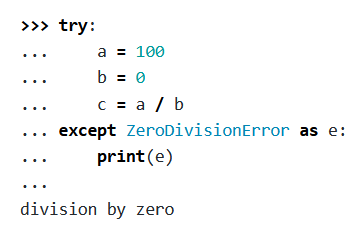 >>> try:
...     a = 100
...     b = 0
...     c = a / b
... except ZeroDivisionError as e:
...     print(e)
...
division by zero